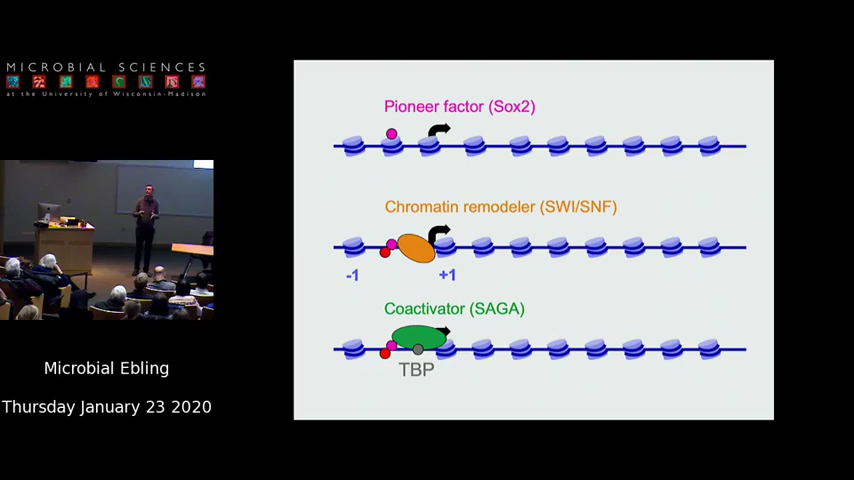 MICROBIAL SCIENCES
at the University of Wisconsin-Madison
Microbial Ebling
Thursday January 23 2020
Pioneer factor (Sox2)
Chromatin remodeler (SWI/SNF)
-1
+1
Coactivator (SAGA)
TBP